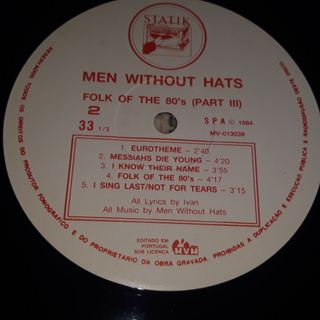 STATIK
MEN WITHOUT HATS
FOLK OF THE 80's (PART III)
2
33 1/3
SPA ℗ 1984
MV-013039
1. EUROTHEME – 2'40
2. MESSIAHS DIE YOUNG – 4'20
3. I KNOW THEIR NAME – 3'55
4. FOLK OF THE 80's – 4'17
5. I SING LAST/NOT FOR TEARS – 3'15
All Lyrics by Ivan
All Music by Men Without Hats
EDITADO EM
PORTUGAL
SOB LICENÇA
MVM
RESERVADOS TODOS OS DIREITOS DO PRODUTOR FONOGRÁFICO E DO PROPRIETÁRIO DA OBRA GRAVADA. PROIBIDAS A DUPLICAÇÃO E EXECUÇÃO PUBLICA E RADIODIFUSÃO